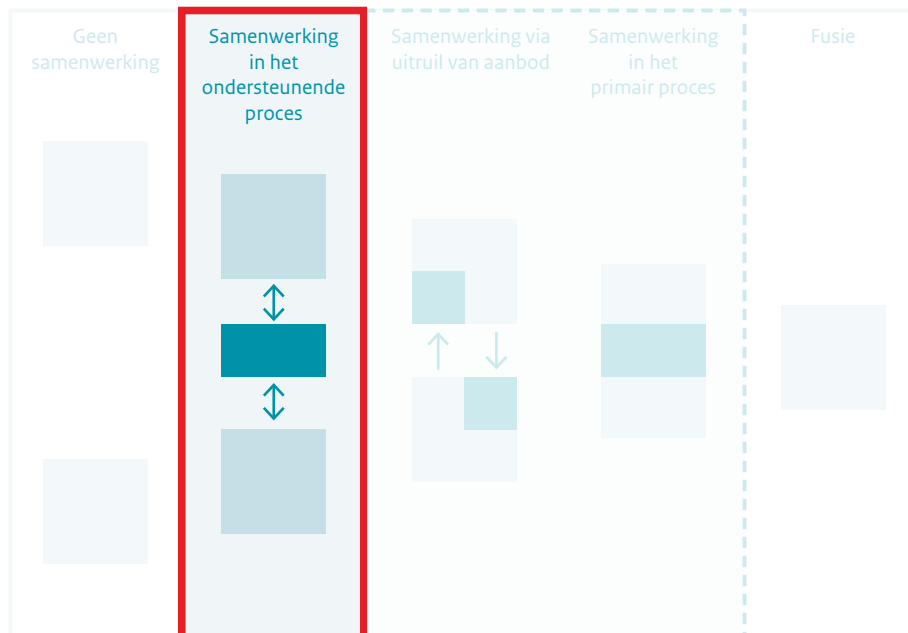 Geen
samenwerking
Samenwerking
in het
ondersteunende
proces
Samenwerking via
uitruil van aanbod
Samenwerking
in het
primair proces
Fusie